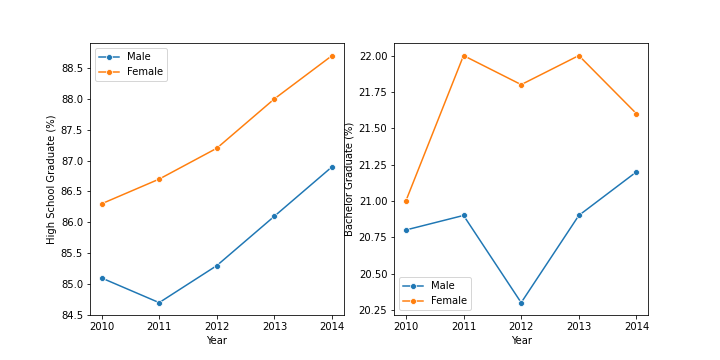 Male
Female
High School Graduate (%)
88.5
88.0
87.5
87.0
86.5
86.0
85.5
85.0
84.5
2010 2011 2012 2013 2014
Year
Bachelor Graduate (%)
22.00
21.75
21.50
21.25
21.00
20.75
20.50
20.25
Male
Female
2010 2011 2012 2013 2014
Year